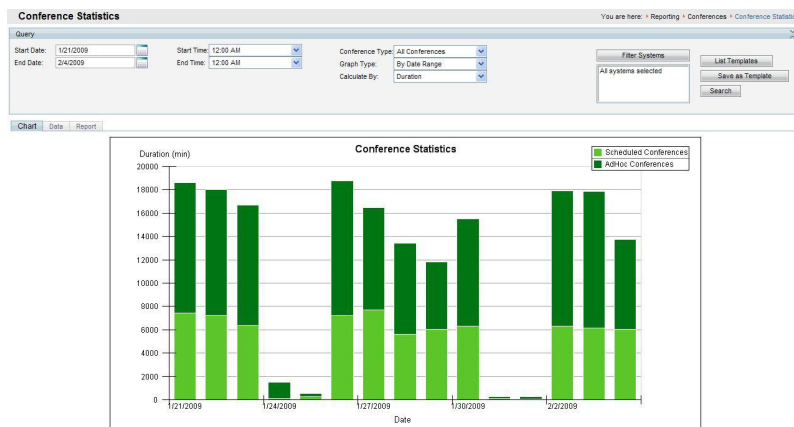 Conference Statistics
You are here: Reporting Conferences Conference Statistic
Query
Start Date: 1/21/2009 Start Time: 12:00 AM Conference Type: All Conferences Filter Systems List Templates
End Date: 2/4/2009 End Time: 12:00 AM Graph Type: By Date Range All systems selected Save as Template
Calculate By: Duration Search
Chart Data Report
Conference Statistics
Duration (min)
Scheduled Conferences
AdHoc Conferences
20000
18000
16000
14000
12000
10000
8000
6000
4000
2000
0
1/21/2009 1/24/2009 1/27/2009 1/30/2009 2/2/2009
Date